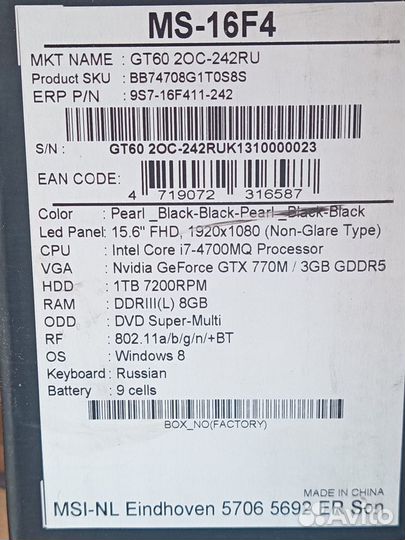 MS-16F4
MKT NAME : GT60 2OC-242RU
Product SKU : BB74708G1T0S8S
ERP P/N : 9S7-16F411-242
S/N : GT60 2OC-242RUK1310000023
EAN CODE:
4 719072 316587
Color : Pearl _Black-Black-Pearl _Black-Black
Led Panel: 15.6" FHD, 1920x1080 (Non-Glare Type)
CPU : Intel Core i7-4700MQ Processor
VGA : Nvidia GeForce GTX 770M / 3GB GDDR5
HDD : 1TB 7200RPM
RAM : DDRIII(L) 8GB
ODD : DVD Super-Multi
RF : 802.11a/b/g/n/+BT
OS : Windows 8
Keyboard : Russian
Battery : 9 cells
BOX_NO(FACTORY)
MADE IN CHINA
MSI-NL Eindhoven 5706 5692 ER Son
Avito